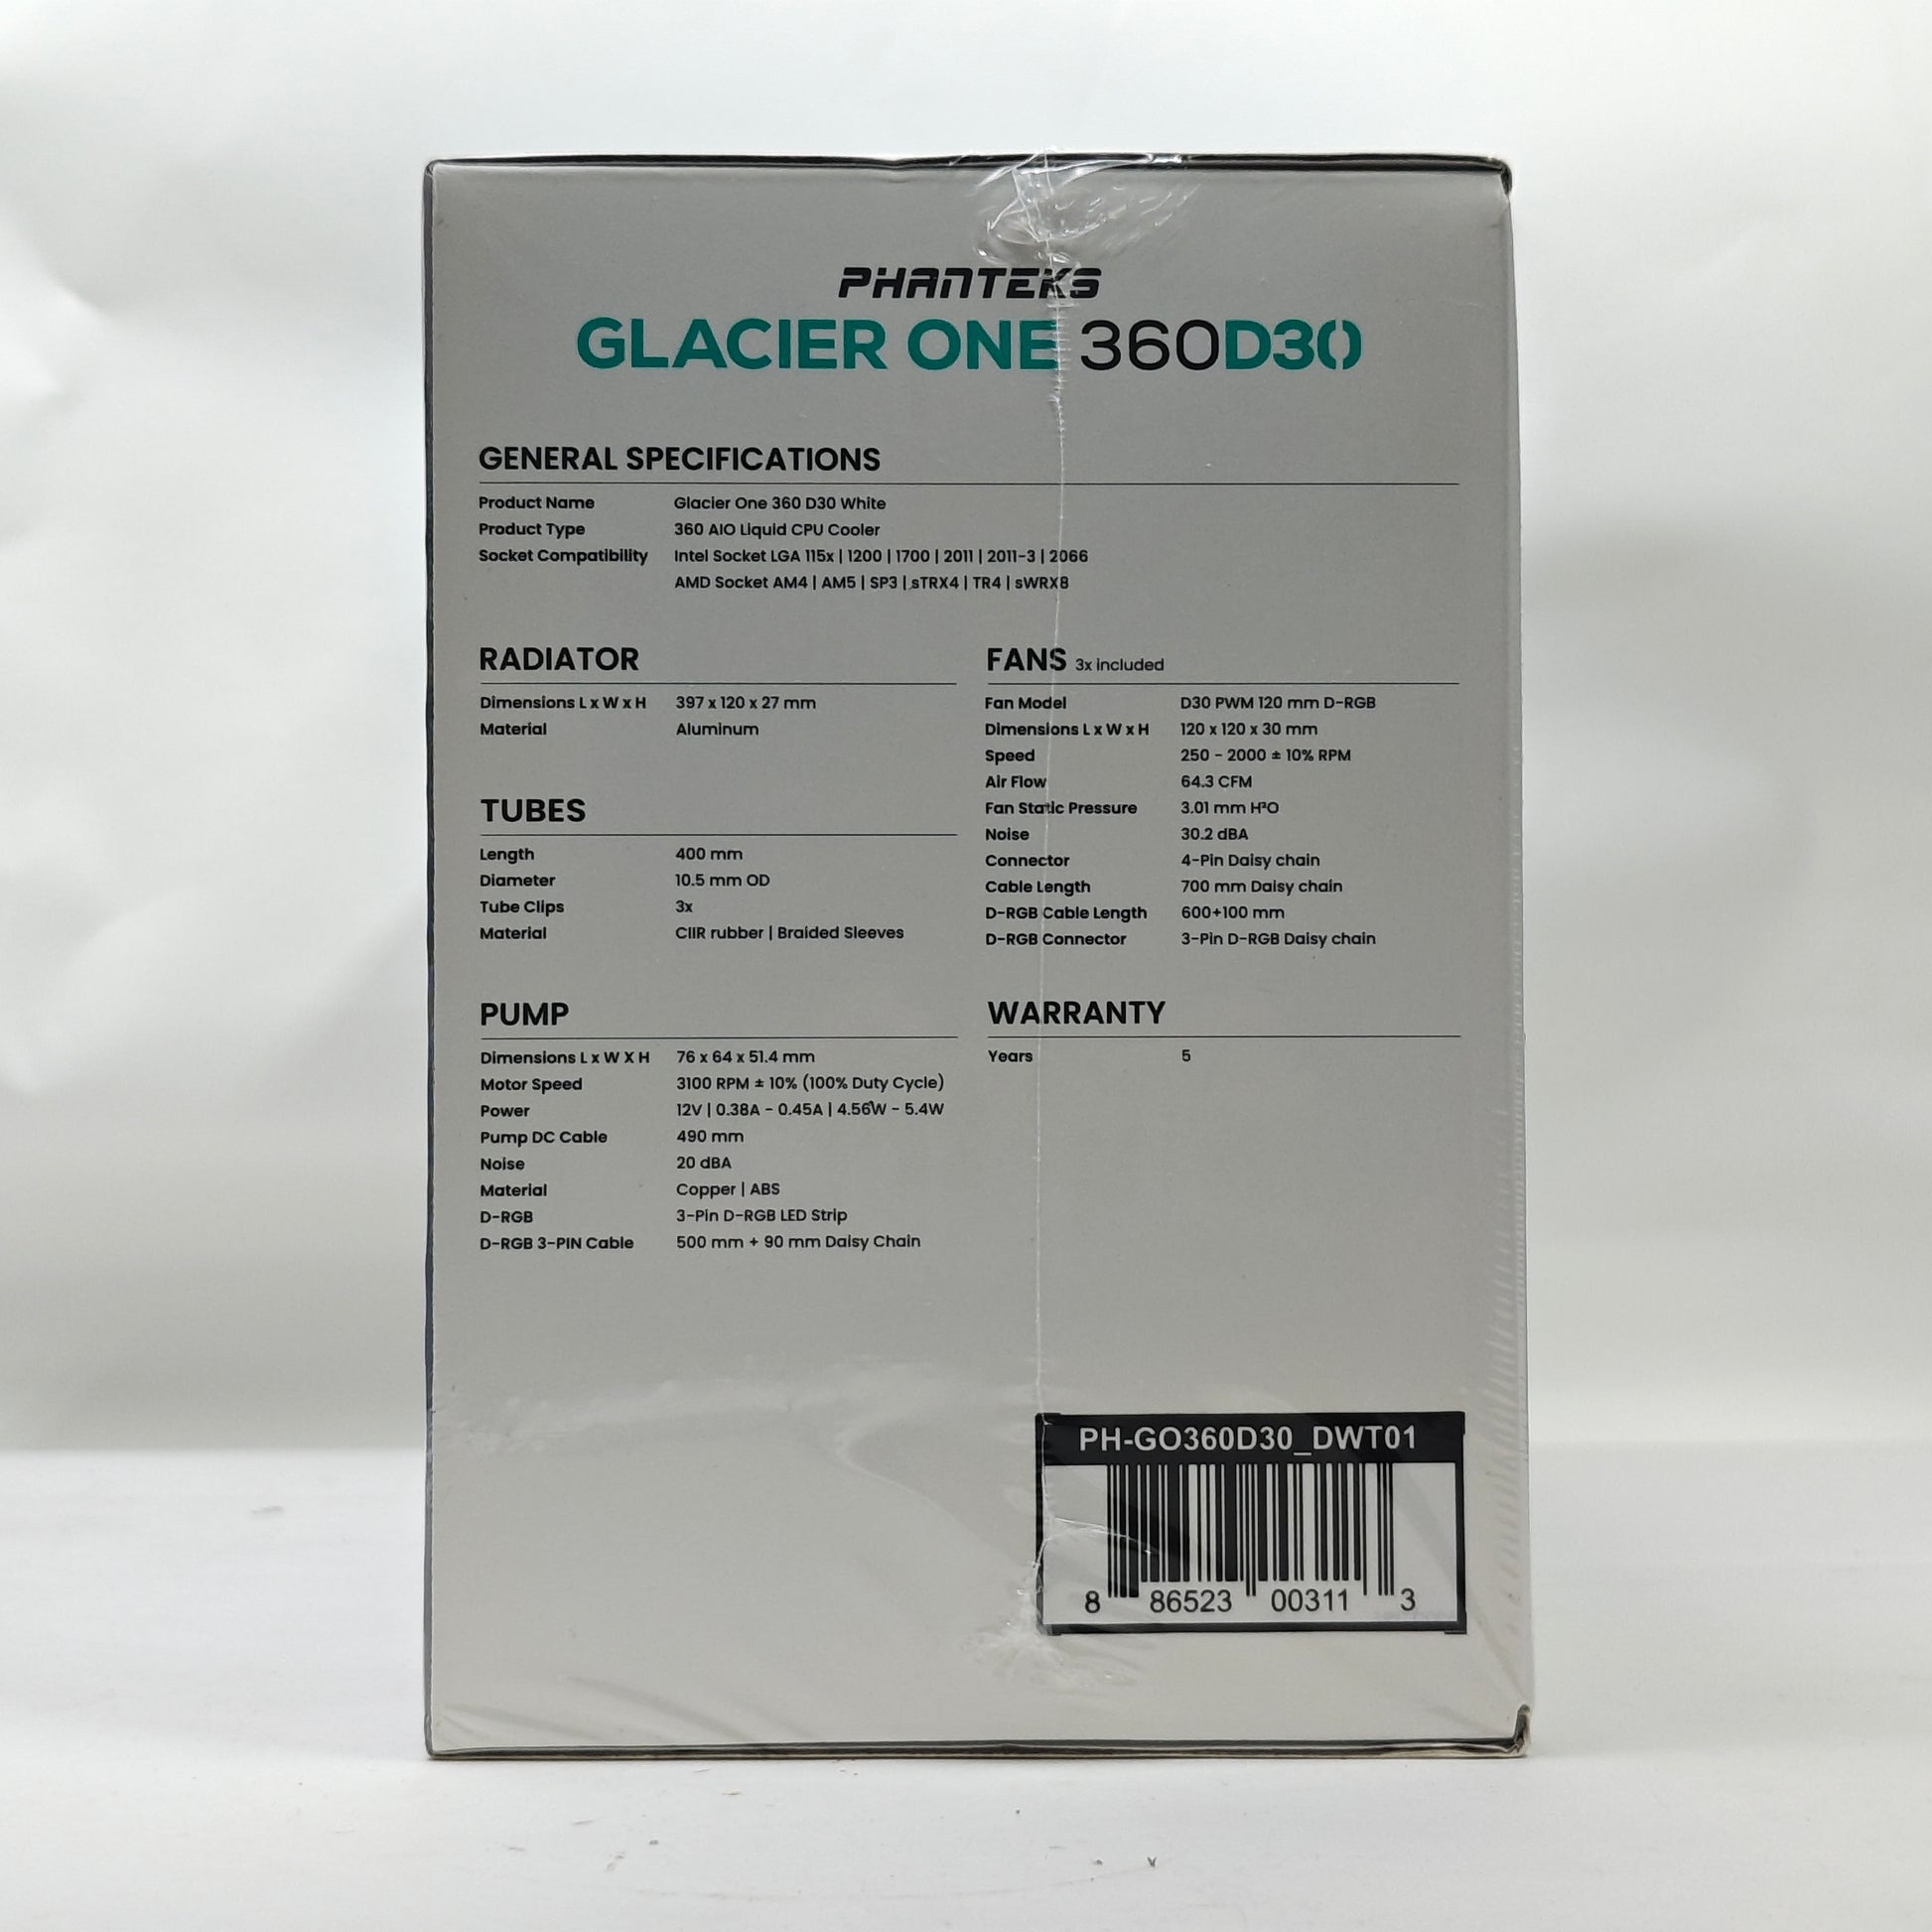 PHANTEKS
GLACIER ONE 360D30
GENERAL SPECIFICATIONS
Product Name Glacier One 360 D30 White
Product Type 360 AIO Liquid CPU Cooler
Socket Compatibility Intel Socket LGA 115x | 1200 | 1700 | 2011 | 2011-3 | 2066
AMD Socket AM4 | AM5 | SP3 | sTRX4 | TR4 | sWRX8
RADIATOR
Dimensions L x W x H 397 x 120 x 27 mm
Material Aluminum
TUBES
Length 400 mm
Diameter 10.5 mm OD
Tube Clips 3x
Material CIIR rubber | Braided Sleeves
PUMP
Dimensions L x W X H 76 x 64 x 51.4 mm
Motor Speed 3100 RPM ± 10% (100% Duty Cycle)
Power 12V | 0.38A - 0.45A | 4.56W - 5.4W
Pump DC Cable 490 mm
Noise 20 dBA
Material Copper | ABS
D-RGB 3-Pin D-RGB LED Strip
D-RGB 3-PIN Cable 500 mm + 90 mm Daisy Chain
FANS 3x included
Fan Model D30 PWM 120 mm D-RGB
Dimensions L x W x H 120 x 120 x 30 mm
Speed 250 - 2000 ± 10% RPM
Air Flow 64.3 CFM
Fan Static Pressure 3.01 mm H²O
Noise 30.2 dBA
Connector 4-Pin Daisy chain
Cable Length 700 mm Daisy chain
D-RGB Cable Length 600+100 mm
D-RGB Connector 3-Pin D-RGB Daisy chain
WARRANTY
Years 5
PH-GO360D30_DWT01
8 86523 00311 3